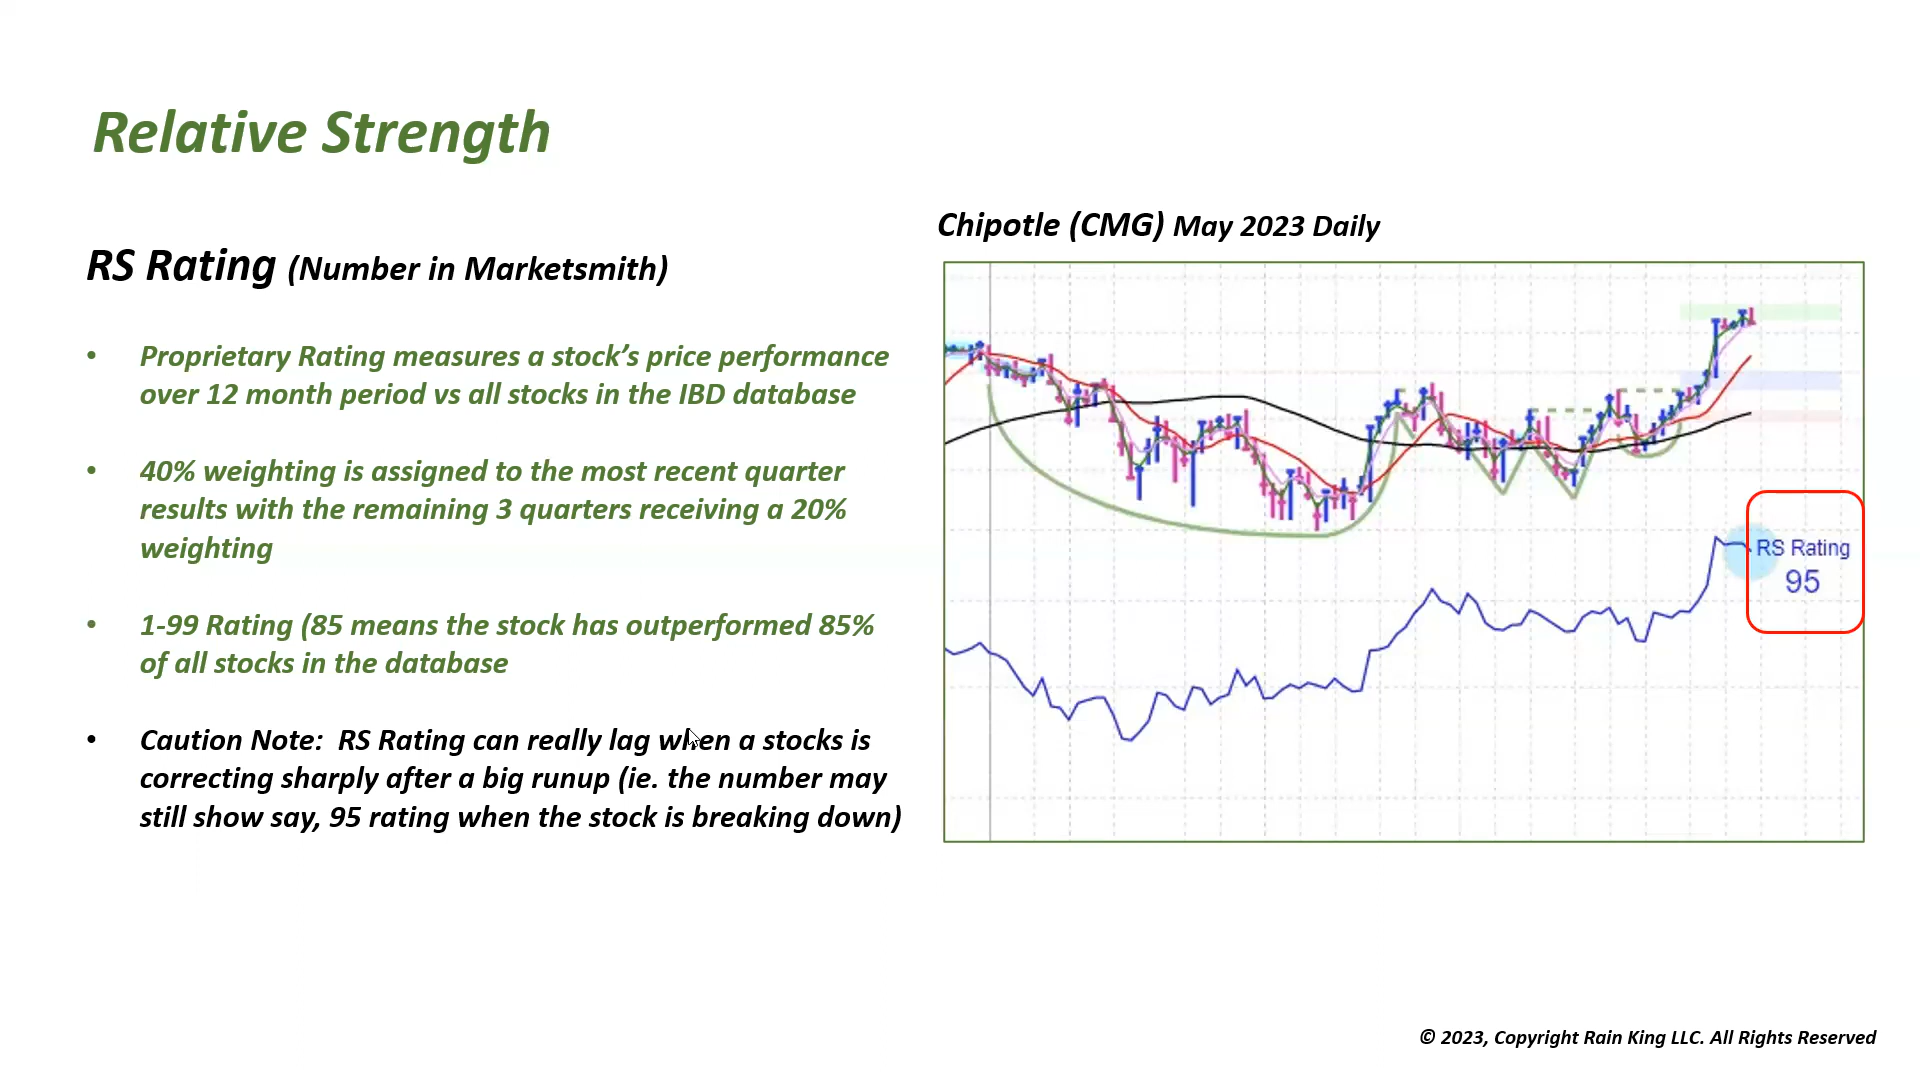 Relative Strength
RS Rating (Number in Marketsmith)
• Proprietary Rating measures a stock’s price performance
over 12 month period vs all stocks in the IBD database
• 40% weighting is assigned to the most recent quarter
results with the remaining 3 quarters receiving a 20%
weighting
• 1-99 Rating (85 means the stock has outperformed 85%
of all stocks in the database
• Caution Note:  RS Rating can really lag when a stocks is
correcting sharply after a big runup (ie. the number may
still show say, 95 rating when the stock is breaking down)
Chipotle (CMG) May 2023 Daily
RS Rating
95
© 2023, Copyright Rain King LLC. All Rights Reserved